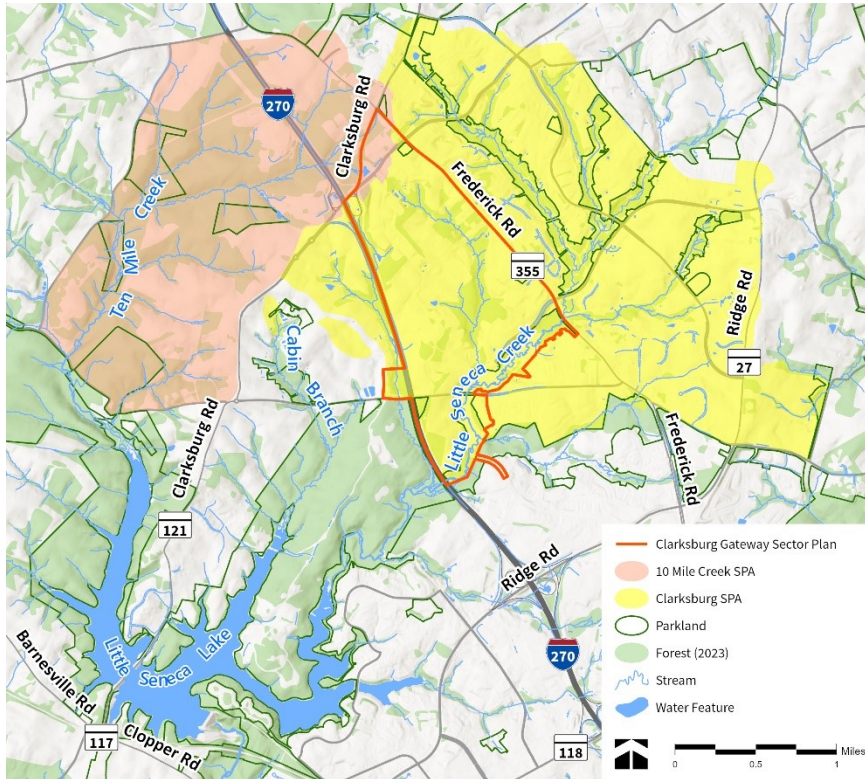 270
Clarksburg Rd
Frederick Rd
355
Ten Mile Creek
Ridge Rd
27
Cabin Branch
Little Seneca Creek
Clarksburg Rd
Frederick Rd
121
Ridge Rd
Little Seneca Lake
Barnesville Rd
117
Clopper Rd
270
118
Clarksburg Gateway Sector Plan
10 Mile Creek SPA
Clarksburg SPA
Parkland
Forest (2023)
Stream
Water Feature
0 0.5 1 Miles